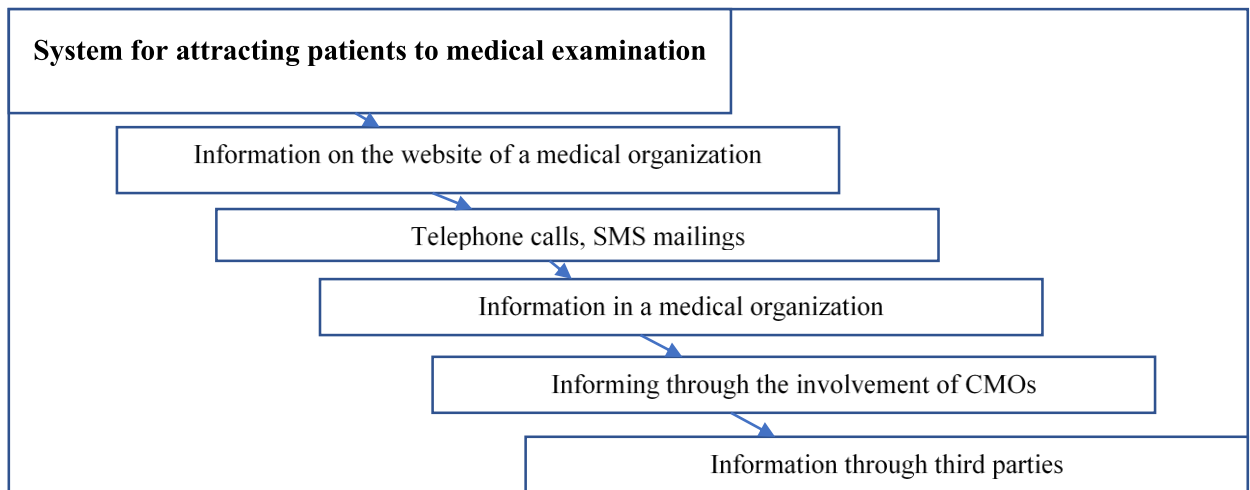 System for attracting patients to medical examination
Information on the website of a medical organization
Telephone calls, SMS mailings
Information in a medical organization
Informing through the involvement of CMOs
Information through third parties